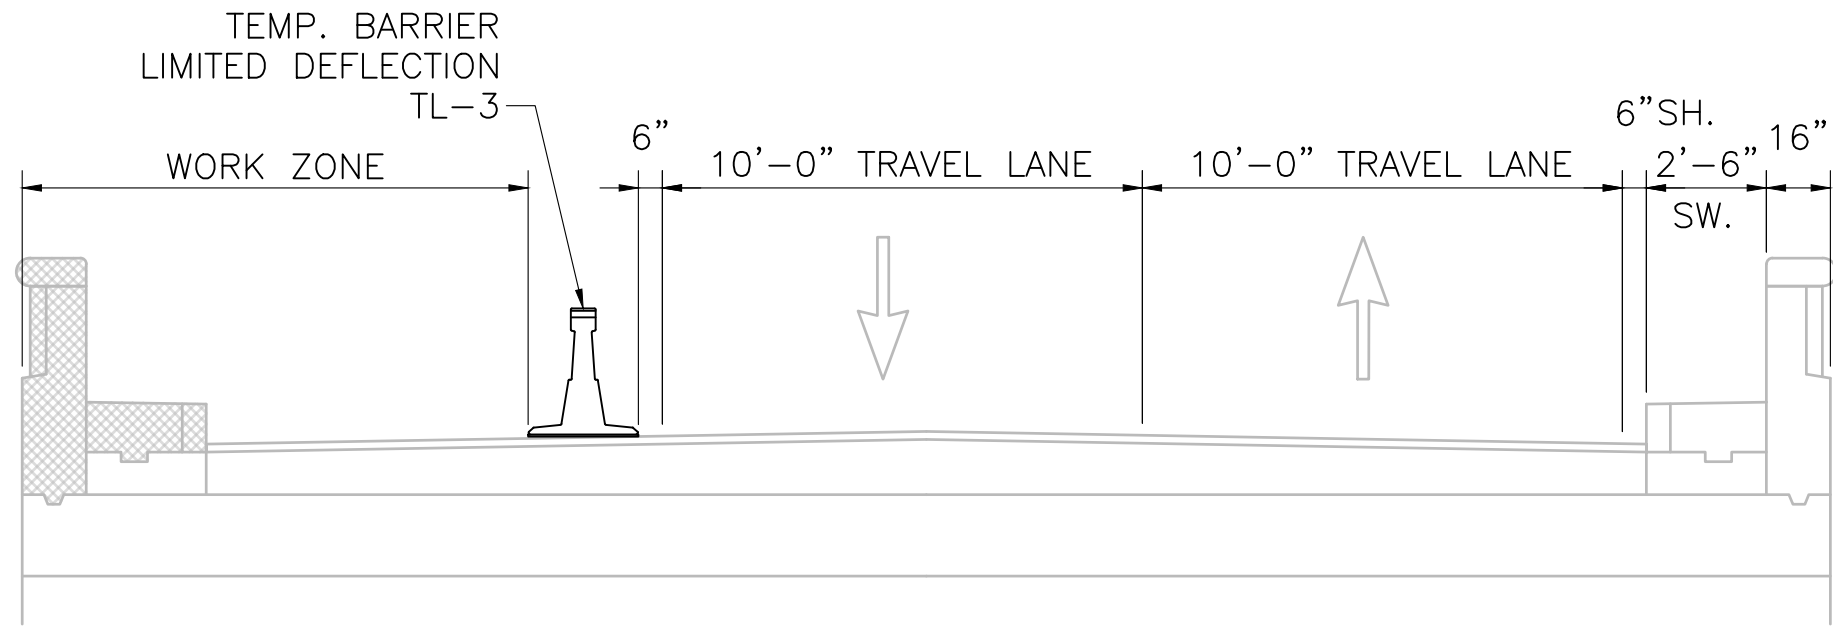 TEMP. BARRIER
LIMITED DEFLECTION
TL-3
WORK ZONE
6"
10'-0" TRAVEL LANE
10'-0" TRAVEL LANE
6" SH.
2'-6"
SW.
16"